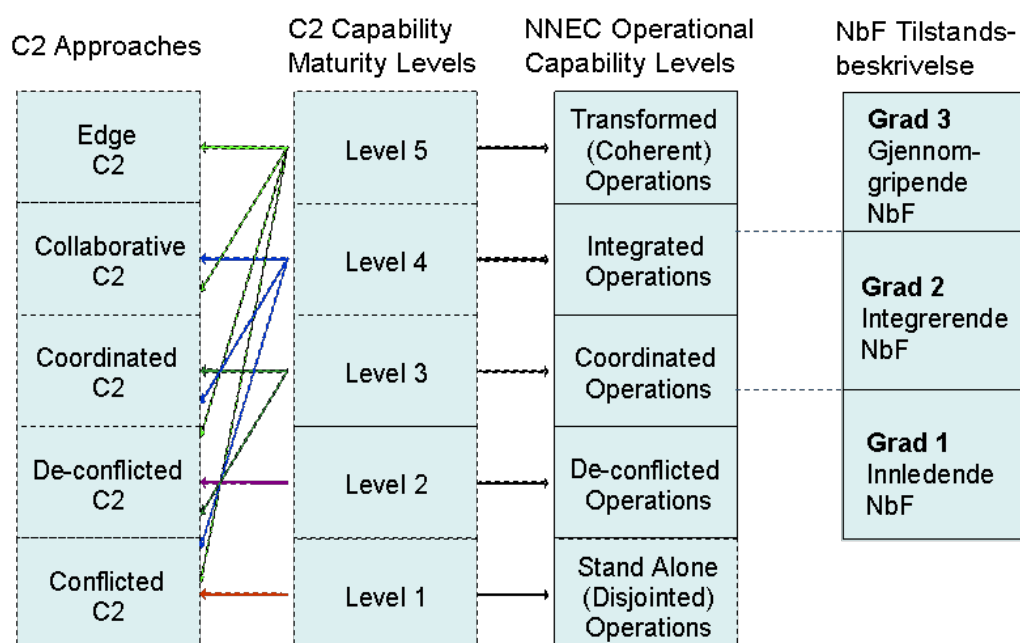 C2 Approaches
C2 Capability
Maturity Levels
NNEC Operational
Capability Levels
NbF Tilstands-
beskrivelse
Edge
C2
Collaborative
C2
Coordinated
C2
De-conflicted
C2
Conflicted
C2
Level 5
Level 4
Level 3
Level 2
Level 1
Transformed
(Coherent)
Operations
Integrated
Operations
Coordinated
Operations
De-conflicted
Operations
Stand Alone
(Disjointed)
Operations
Grad 3
Gjennom-
gripende
NbF
Grad 2
Integrerende
NbF
Grad 1
Innledende
NbF